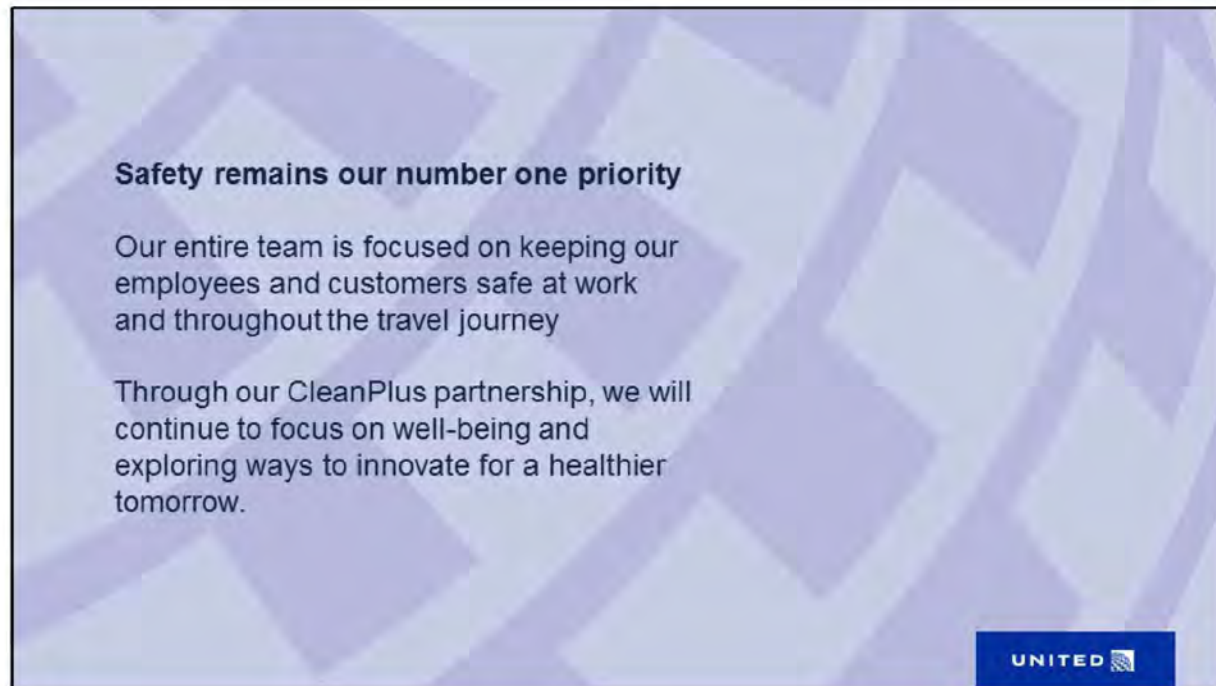 Safety remains our number one priority
Our entire team is focused on keeping our
employees and customers safe at work
and throughout the travel journey
Through our CleanPlus partnership, we will
continue to focus on well-being and
exploring ways to innovate for a healthier
tomorrow.
UNITED